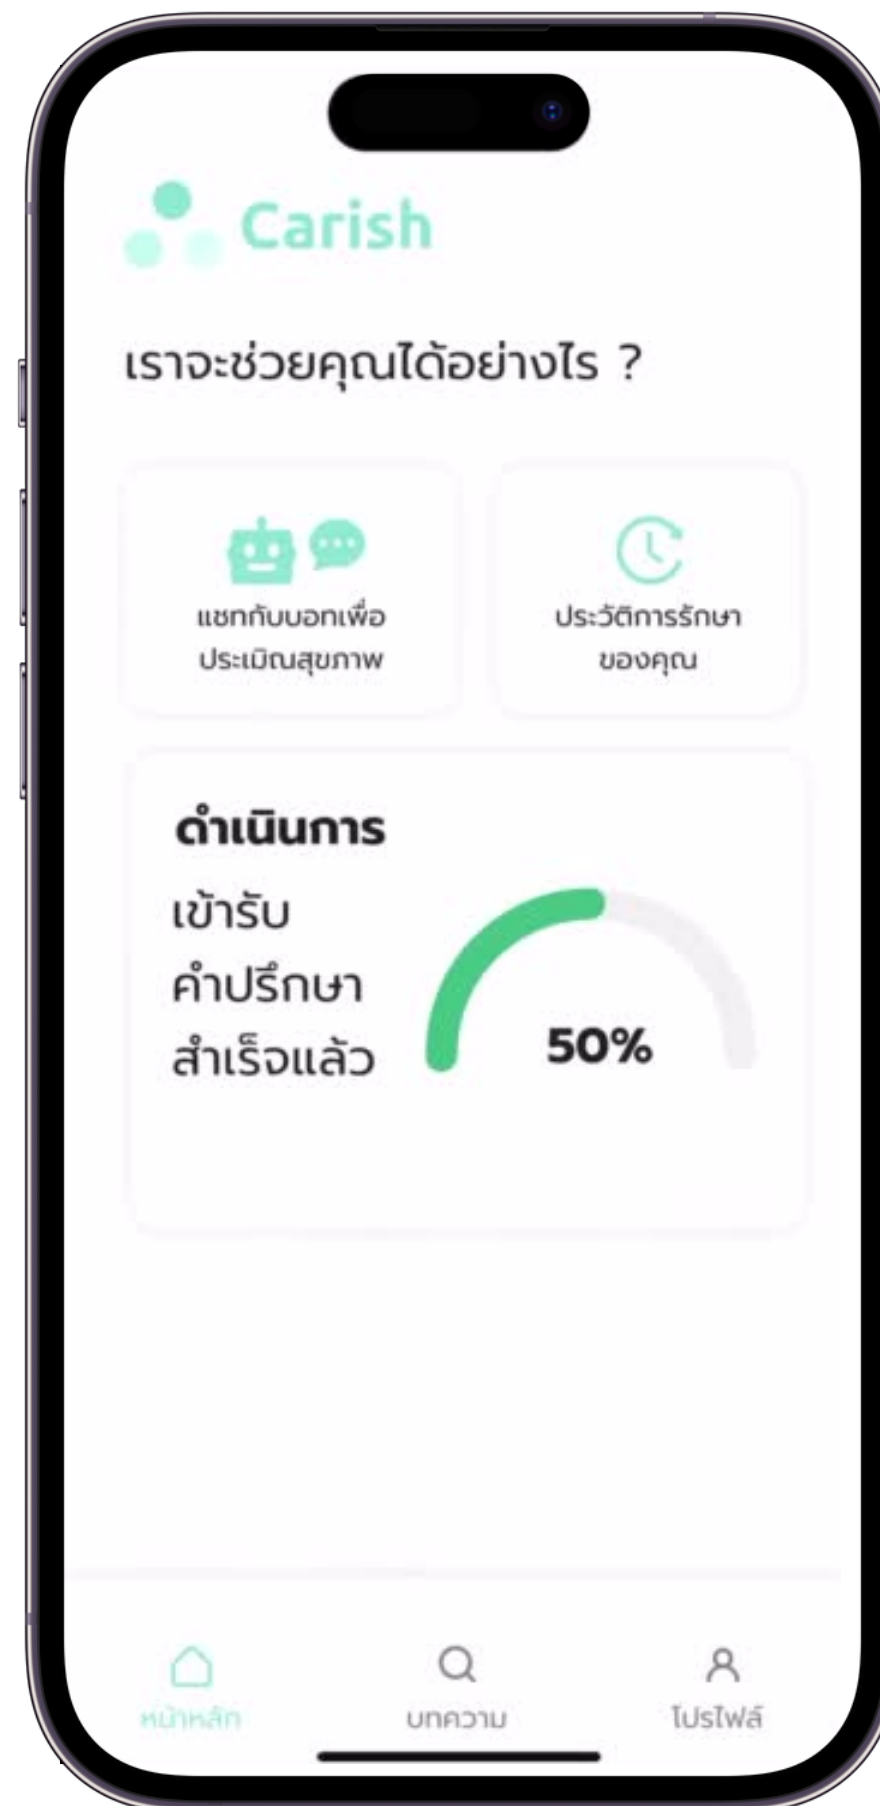 Carish
เราจะช่วยคุณได้อย่างไร ?
แชทกับบอทเพื่อ
ประเมิณสุขภาพ
ประวัติการรักษา
ของคุณ
ดำเนินการ
เข้ารับ
คำปรึกษา
สำเร็จแล้ว
50%
หน้าหลัก
บทความ
โปรไฟล์